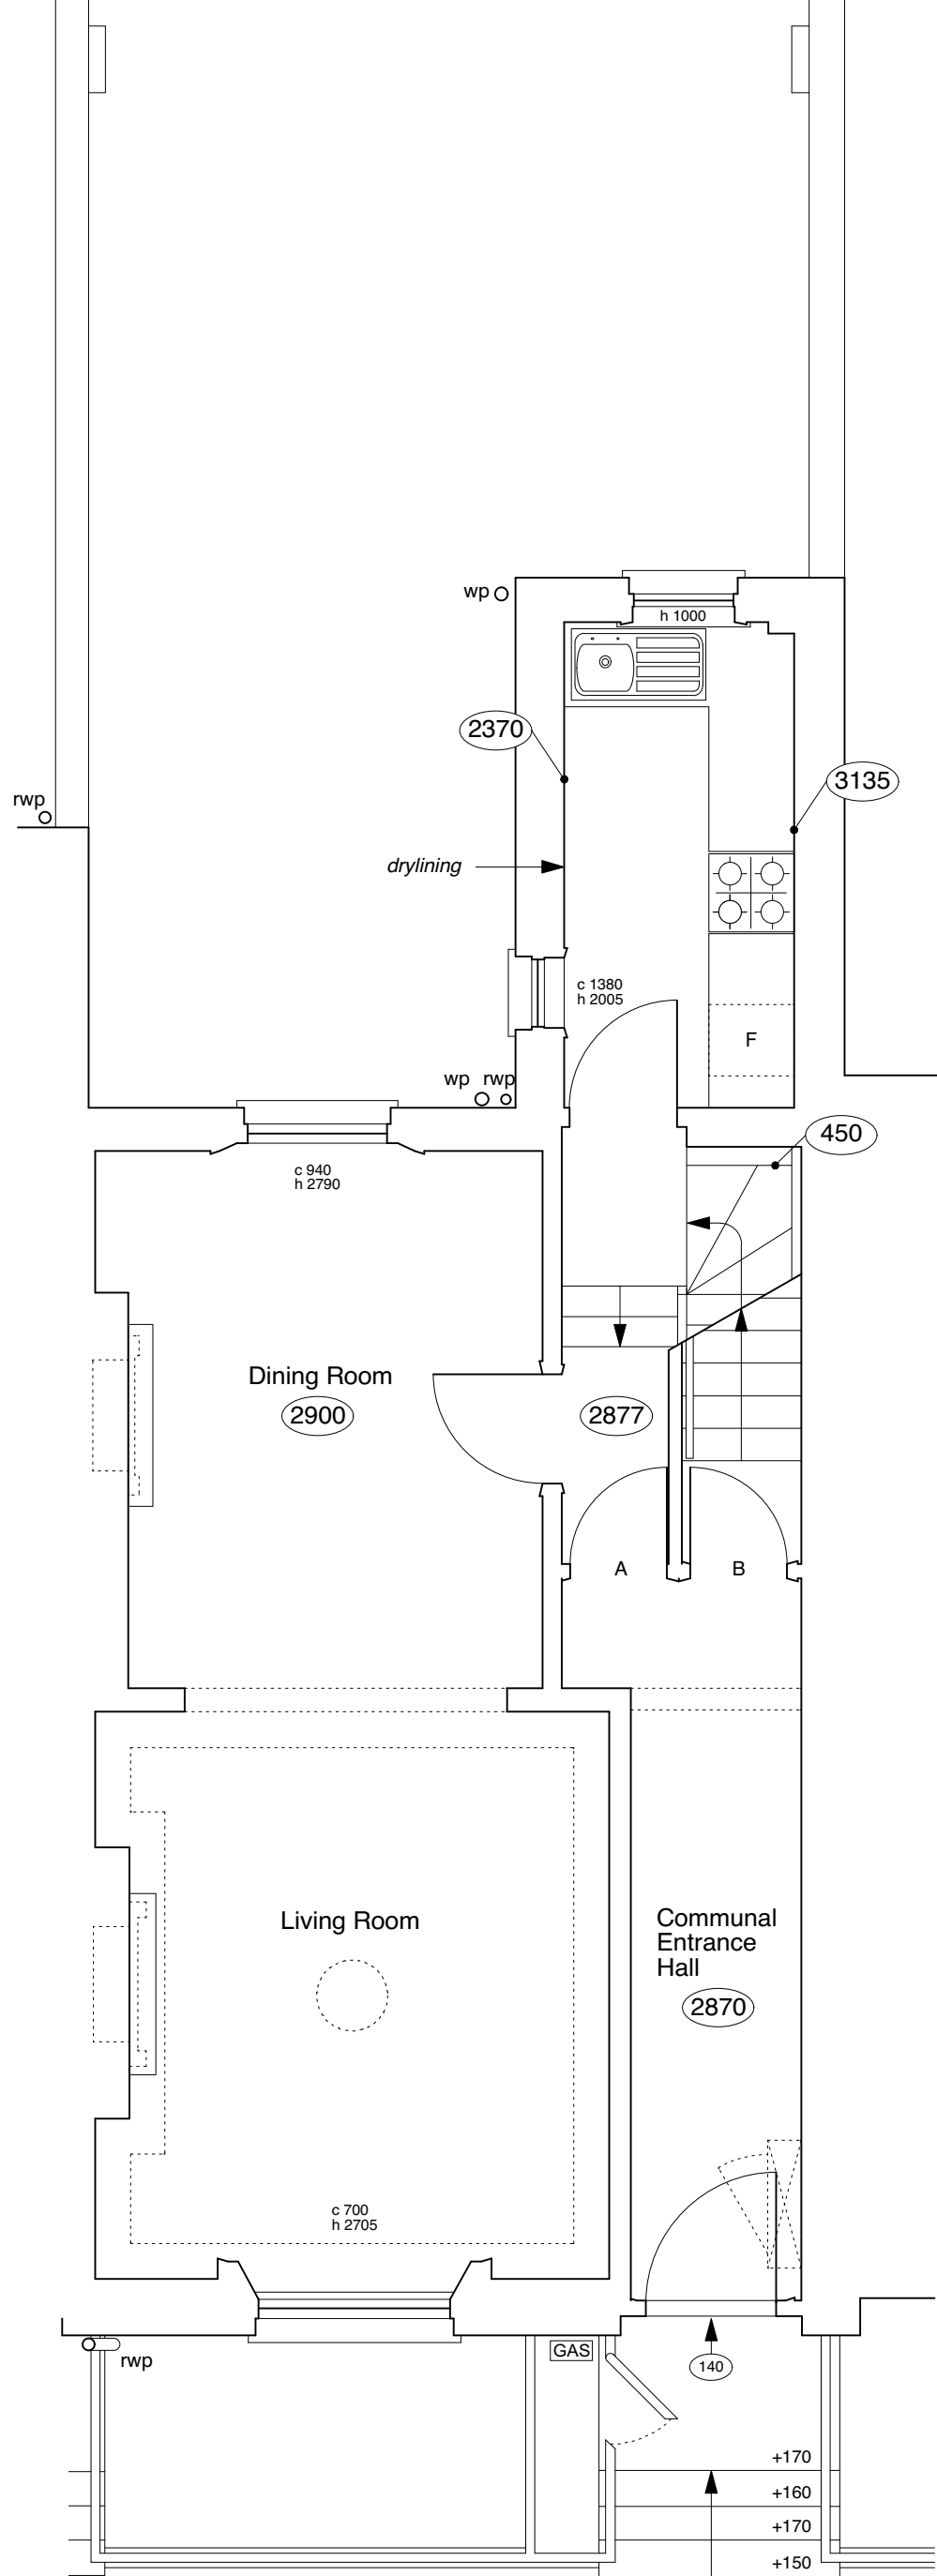 wp
h 1000
2370
3135
rwp
drylining
c 1380
h 2005
F
wp rwp
450
c 940
h 2790
Dining Room
2900
2877
A
B
Living Room
Communal
Entrance
Hall
2870
c 700
h 2705
GAS
rwp
140
+170
+160
+170
+150